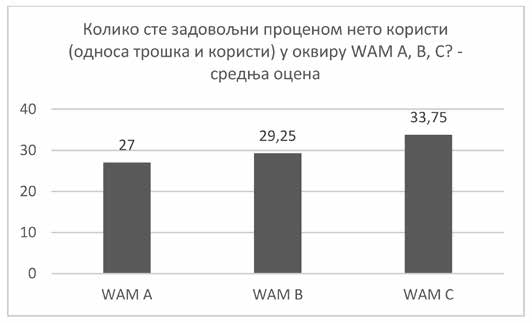 Колико сте задовољни проценом нето користи
(односа трошка и користи) у оквиру WAM A, B, C? -
средња оцена
40
30
20
10
0
27
29,25
33,75
WAM A
WAM B
WAM C